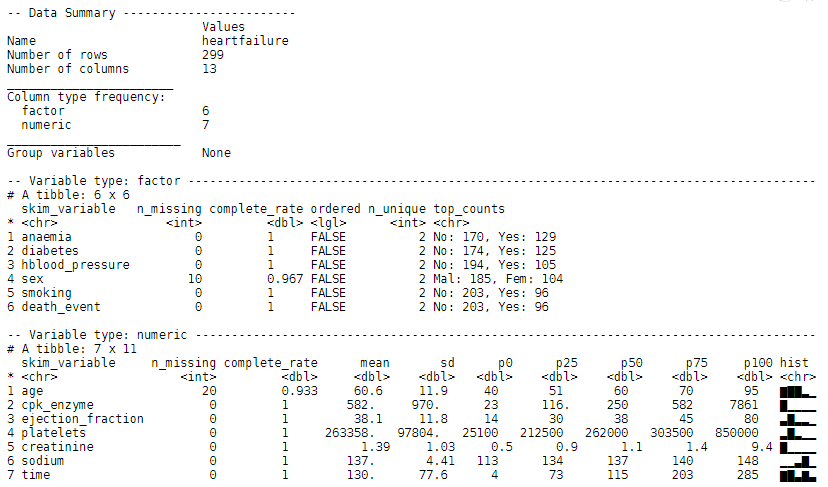 -- Data Summary ------------------------
                           Values
Name                       heartfailure
Number of rows             299
Number of columns          13
_______________________
Column type frequency:
  factor                   6
  numeric                  7
________________________
Group variables            None

-- Variable type: factor ---------------------------------------------------------------------------------------
# A tibble: 6 x 6
  skim_variable   n_missing complete_rate ordered n_unique top_counts
* <chr>               <int>         <dbl> <lgl>      <int> <chr>
1 anaemia                 0         1     FALSE          2 No: 170, Yes: 129
2 diabetes                0         1     FALSE          2 No: 174, Yes: 125
3 hblood_pressure         0         1     FALSE          2 No: 194, Yes: 105
4 sex                    10         0.967 FALSE          2 Mal: 185, Fem: 104
5 smoking                 0         1     FALSE          2 No: 203, Yes: 96
6 death_event             0         1     FALSE          2 No: 203, Yes: 96

-- Variable type: numeric --------------------------------------------------------------------------------------
# A tibble: 7 x 11
  skim_variable     n_missing complete_rate      mean       sd      p0      p25      p50      p75     p100 hist
* <chr>                 <int>         <dbl>     <dbl>    <dbl>   <dbl>    <dbl>    <dbl>    <dbl>    <dbl> <chr>
1 age                      20         0.933     60.6     11.9     40       51       60       70       95   ▇▇▇▃▂
2 cpk_enzyme                0         1        582.     970.      23      116.     250      582     7861   ▇▁▁▁▁
3 ejection_fraction         0         1         38.1     11.8     14       30       38       45       80   ▃▇▂▂▁
4 platelets                 0         1     263358.   97804.   25100   212500   262000   303500   850000   ▂▇▂▁▁
5 creatinine                0         1          1.39     1.03     0.5      0.9      1.1      1.4      9.4 ▇▁▁▁▁
6 sodium                    0         1        137.       4.41   113      134      137      140      148   ▁▁▃▇▁
7 time                      0         1        130.      77.6      4       73      115      203      285   ▇▇▃▆▃